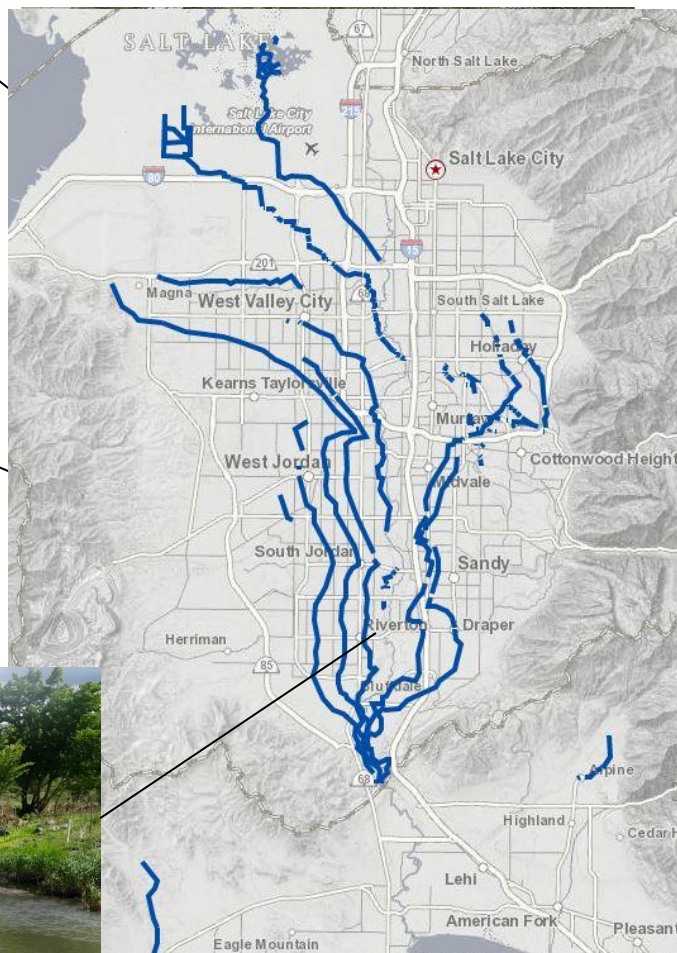 67
SALT LAKE
North Salt Lake
215
Salt Lake City
International Airport
Salt Lake City
80
15
201
Magna
68
West Valley City
South Salt Lake
Holladay
Kearns Taylorsville
Murray
West Jordan
Cottonwood Height
Midvale
South Jordan
Sandy
Riverton
Draper
Herriman
85
Bluffdale
68
Alpine
Highland
Cedar H
Lehi
American Fork
Eagle Mountain
Pleasant